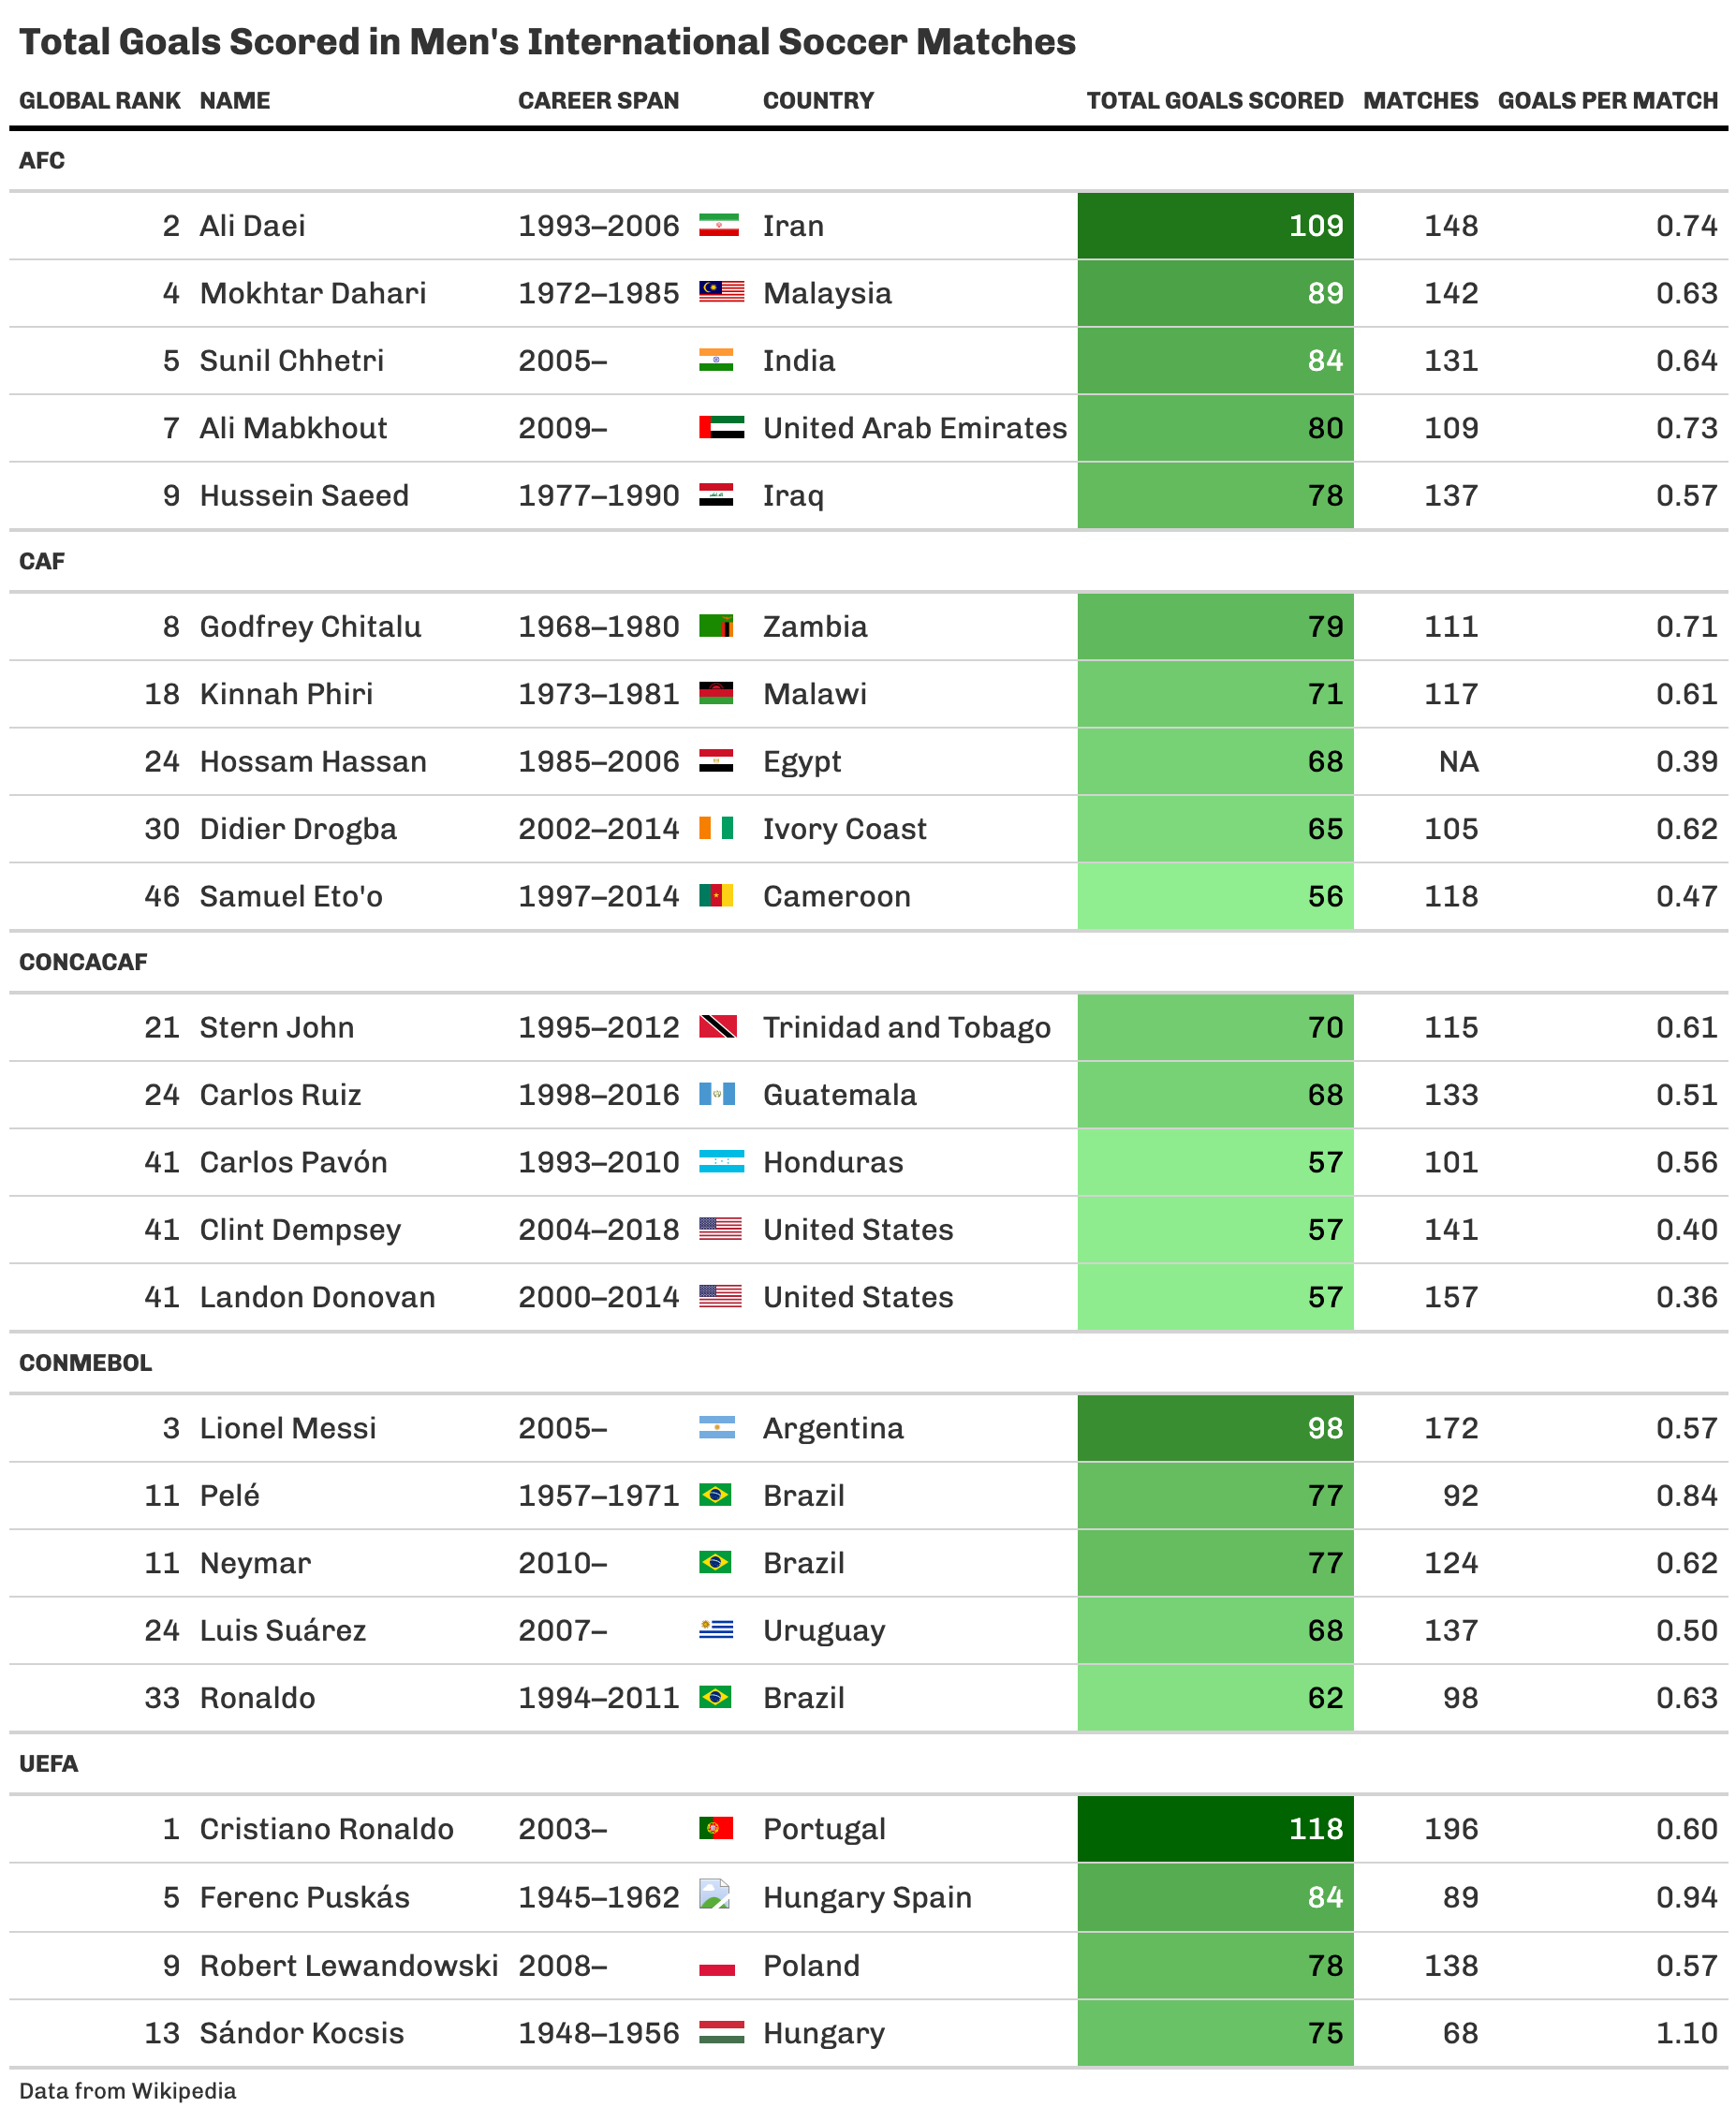 Total Goals Scored in Men's International Soccer Matches
GLOBAL RANK NAME CAREER SPAN COUNTRY TOTAL GOALS SCORED MATCHES GOALS PER MATCH
AFC
2 Ali Daei 1993–2006 Iran 109 148 0.74
4 Mokhtar Dahari 1972–1985 Malaysia 89 142 0.63
5 Sunil Chhetri 2005– India 84 131 0.64
7 Ali Mabkhout 2009– United Arab Emirates 80 109 0.73
9 Hussein Saeed 1977–1990 Iraq 78 137 0.57
CAF
8 Godfrey Chitalu 1968–1980 Zambia 79 111 0.71
18 Kinnah Phiri 1973–1981 Malawi 71 117 0.61
24 Hossam Hassan 1985–2006 Egypt 68 NA 0.39
30 Didier Drogba 2002–2014 Ivory Coast 65 105 0.62
46 Samuel Eto'o 1997–2014 Cameroon 56 118 0.47
CONCACAF
21 Stern John 1995–2012 Trinidad and Tobago 70 115 0.61
24 Carlos Ruiz 1998–2016 Guatemala 68 133 0.51
41 Carlos Pavón 1993–2010 Honduras 57 101 0.56
41 Clint Dempsey 2004–2018 United States 57 141 0.40
41 Landon Donovan 2000–2014 United States 57 157 0.36
CONMEBOL
3 Lionel Messi 2005– Argentina 98 172 0.57
11 Pelé 1957–1971 Brazil 77 92 0.84
11 Neymar 2010– Brazil 77 124 0.62
24 Luis Suárez 2007– Uruguay 68 137 0.50
33 Ronaldo 1994–2011 Brazil 62 98 0.63
UEFA
1 Cristiano Ronaldo 2003– Portugal 118 196 0.60
5 Ferenc Puskás 1945–1962 Hungary Spain 84 89 0.94
9 Robert Lewandowski 2008– Poland 78 138 0.57
13 Sándor Kocsis 1948–1956 Hungary 75 68 1.10
Data from Wikipedia